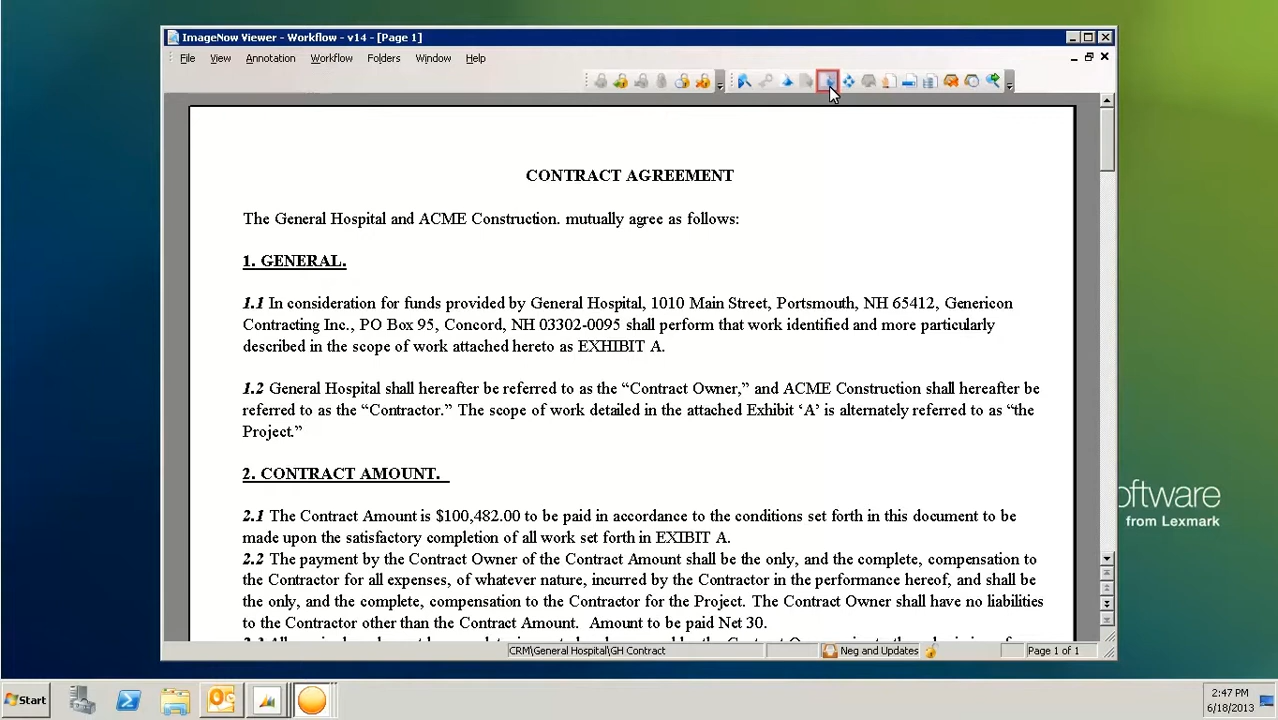 ImageNow Viewer - Workflow - v14 - [Page 1]
File View Annotation Workflow Folders Window Help
CONTRACT AGREEMENT
The General Hospital and ACME Construction. mutually agree as follows:
1. GENERAL.
1.1 In consideration for funds provided by General Hospital, 1010 Main Street, Portsmouth, NH 65412, Genericon
Contracting Inc., PO Box 95, Concord, NH 03302-0095 shall perform that work identified and more particularly
described in the scope of work attached hereto as EXHIBIT A.
1.2 General Hospital shall hereafter be referred to as the “Contract Owner,” and ACME Construction shall hereafter be
referred to as the “Contractor.” The scope of work detailed in the attached Exhibit ‘A’ is alternately referred to as “the
Project.”
2. CONTRACT AMOUNT.
2.1 The Contract Amount is $100,482.00 to be paid in accordance to the conditions set forth in this document to be
made upon the satisfactory completion of all work set forth in EXIBIT A.
2.2 The payment by the Contract Owner of the Contract Amount shall be the only, and the complete, compensation to
the Contractor for all expenses, of whatever nature, incurred by the Contractor in the performance hereof, and shall be
the only, and the complete, compensation to the Contractor for the Project. The Contract Owner shall have no liabilities
to the Contractor other than the Contract Amount. Amount to be paid Net 30.
CRM\General Hospital\GH Contract
Neg and Updates
Page 1 of 1
oftware
from Lexmark
Start
2:47 PM
6/18/2013